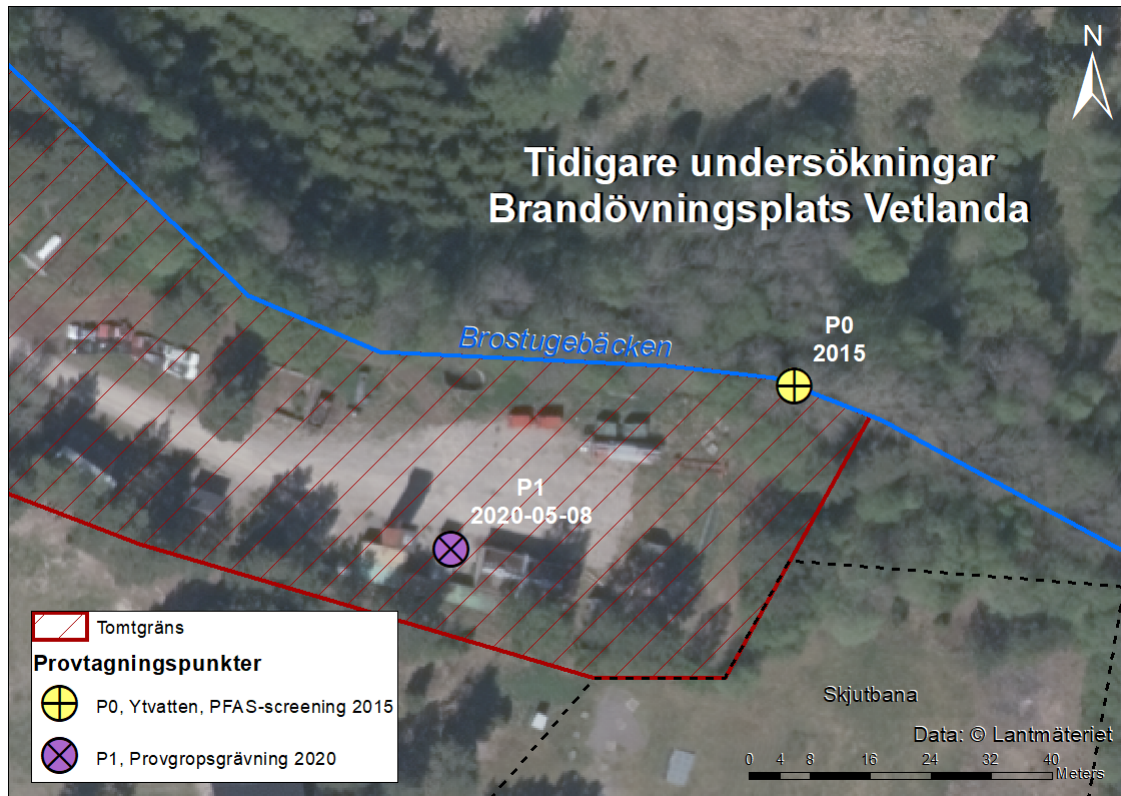 N
Tidigare undersökningar
Brandövningsplats Vetlanda
Brostugebäcken
P0
2015
P1
2020-05-08
Tomtgräns
Provtagningspunkter
P0, Ytvatten, PFAS-screening 2015
P1, Provgropsgrävning 2020
Skjutbana
Data: © Lantmäteriet
0 4 8 16 24 32 40
Meters